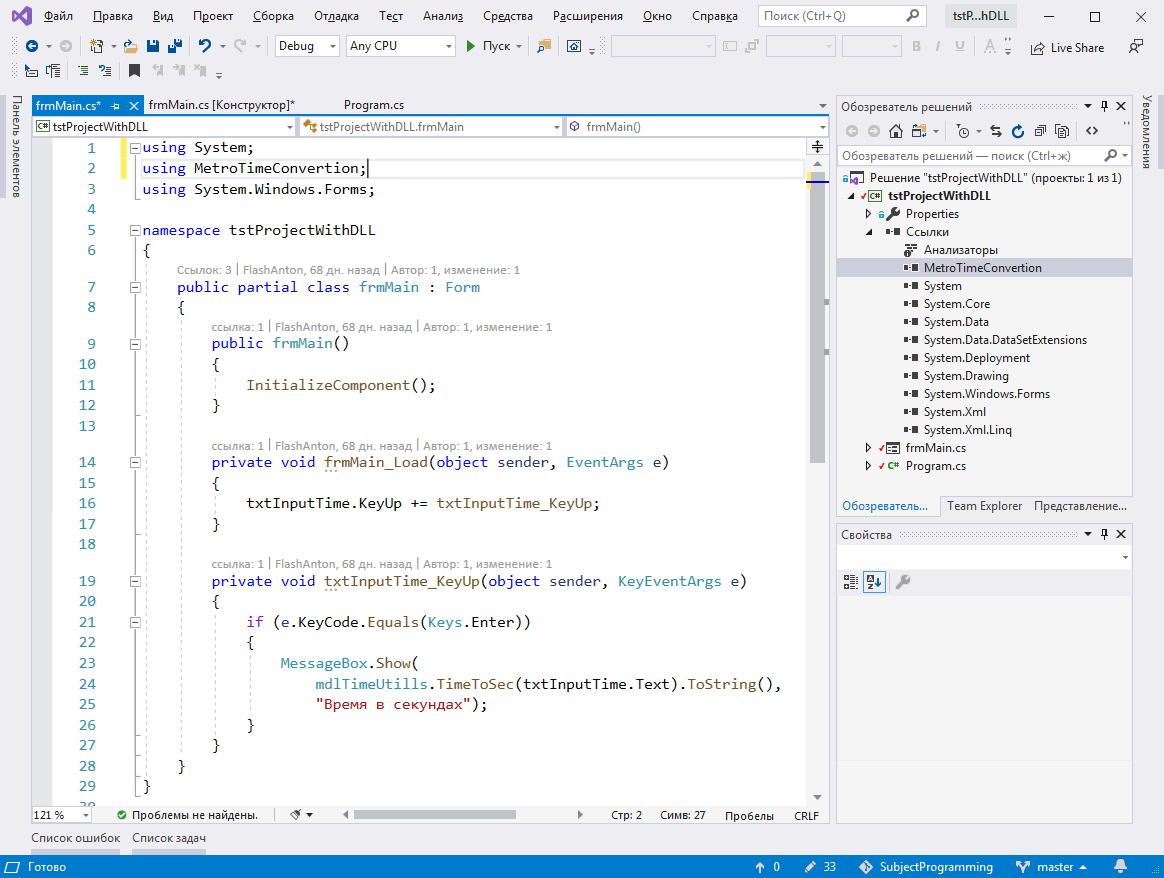 Файл Правка Вид Проект Сборка Отладка Тест Анализ Средства Расширения Окно Справка Поиск (Ctrl+Q) tstP...hDLL
Debug Any CPU Пуск Live Share
Панель элементов
frmMain.cs* frmMain.cs [Конструктор]* Program.cs
tstProjectWithDLL tstProjectWithDLL.frmMain frmMain()
1 using System;
2 using MetroTimeConvertion;
3 using System.Windows.Forms;
4
5 namespace tstProjectWithDLL
6 {
Ссылок: 3 | FlashAnton, 68 дн. назад | Автор: 1, изменение: 1
7 public partial class frmMain : Form
8 {
ссылка: 1 | FlashAnton, 68 дн. назад | Автор: 1, изменение: 1
9 public frmMain()
10 {
11 InitializeComponent();
12 }
13
ссылка: 1 | FlashAnton, 68 дн. назад | Автор: 1, изменение: 1
14 private void frmMain_Load(object sender, EventArgs e)
15 {
16 txtInputTime.KeyUp += txtInputTime_KeyUp;
17 }
18
ссылка: 1 | FlashAnton, 68 дн. назад | Автор: 1, изменение: 1
19 private void txtInputTime_KeyUp(object sender, KeyEventArgs e)
20 {
21 if (e.KeyCode.Equals(Keys.Enter))
22 {
23 MessageBox.Show(
24 mdlTimeUtills.TimeToSec(txtInputTime.Text).ToString(),
25 "Время в секундах");
26 }
27 }
28 }
29 }
30
121 % Проблемы не найдены. Стр: 2 Симв: 27 Пробелы CRLF
Обозреватель решений
Обозреватель решений — поиск (Ctrl+ж)
Решение "tstProjectWithDLL" (проекты: 1 из 1)
tstProjectWithDLL
Properties
Ссылки
Анализаторы
MetroTimeConvertion
System
System.Core
System.Data
System.Data.DataSetExtensions
System.Deployment
System.Drawing
System.Windows.Forms
System.Xml
System.Xml.Linq
frmMain.cs
Program.cs
Обозреватель... Team Explorer Представление...
Свойства
Уведомления
Список ошибок Список задач
Готово 0 33 SubjectProgramming master